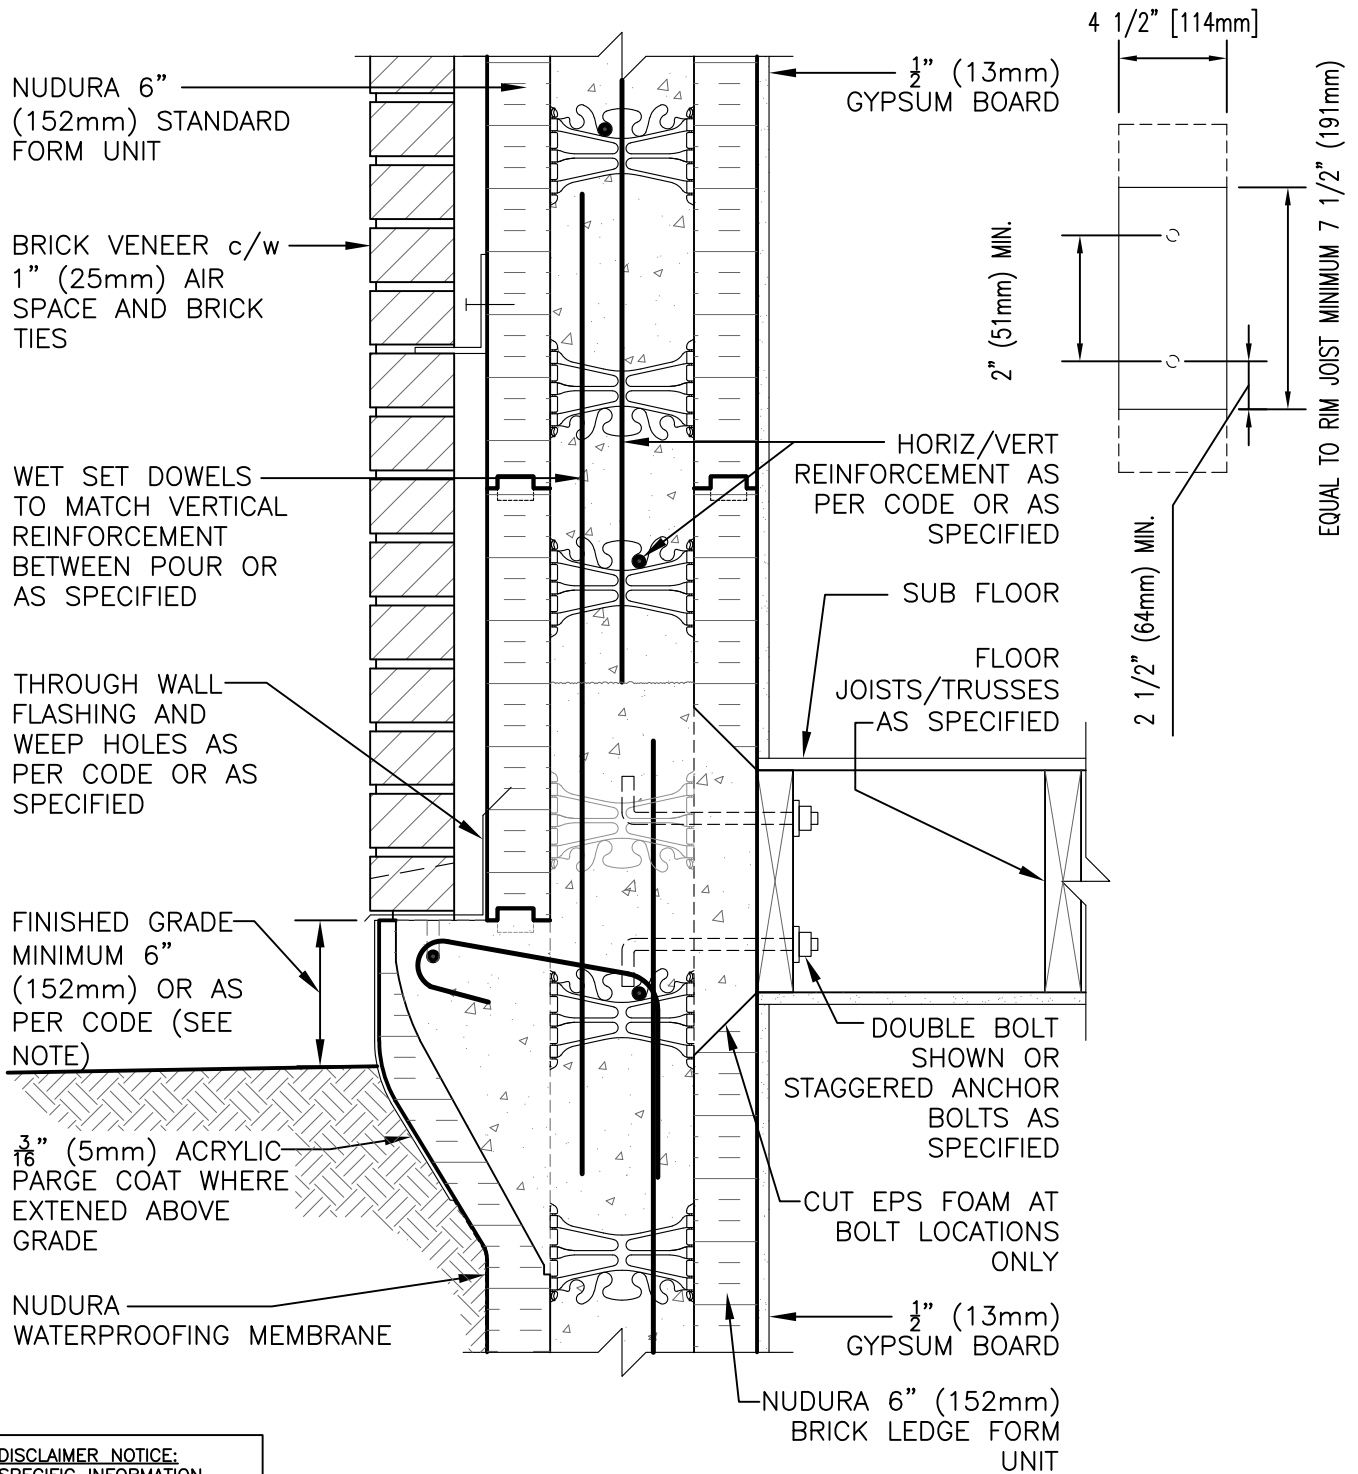 NUDURA 6"
(152mm) STANDARD
FORM UNIT
BRICK VENEER c/w
1" (25mm) AIR
SPACE AND BRICK
TIES
WET SET DOWELS
TO MATCH VERTICAL
REINFORCEMENT
BETWEEN POUR OR
AS SPECIFIED
THROUGH WALL
FLASHING AND
WEEP HOLES AS
PER CODE OR AS
SPECIFIED
FINISHED GRADE
MINIMUM 6"
(152mm) OR AS
PER CODE (SEE
NOTE)
3/16" (5mm) ACRYLIC
PARGE COAT WHERE
EXTENED ABOVE
GRADE
NUDURA
WATERPROOFING MEMBRANE
DISCLAIMER NOTICE:
SPECIFIC INFORMATION
1/2" (13mm)
GYPSUM BOARD
HORIZ/VERT
REINFORCEMENT AS
PER CODE OR AS
SPECIFIED
SUB FLOOR
FLOOR
JOISTS/TRUSSES
AS SPECIFIED
DOUBLE BOLT
SHOWN OR
STAGGERED ANCHOR
BOLTS AS
SPECIFIED
CUT EPS FOAM AT
BOLT LOCATIONS
ONLY
1/2" (13mm)
GYPSUM BOARD
NUDURA 6" (152mm)
BRICK LEDGE FORM
UNIT
4 1/2" [114mm]
2" (51mm) MIN.
2 1/2" (64mm) MIN.
EQUAL TO RIM JOIST MINIMUM 7 1/2" (191mm)